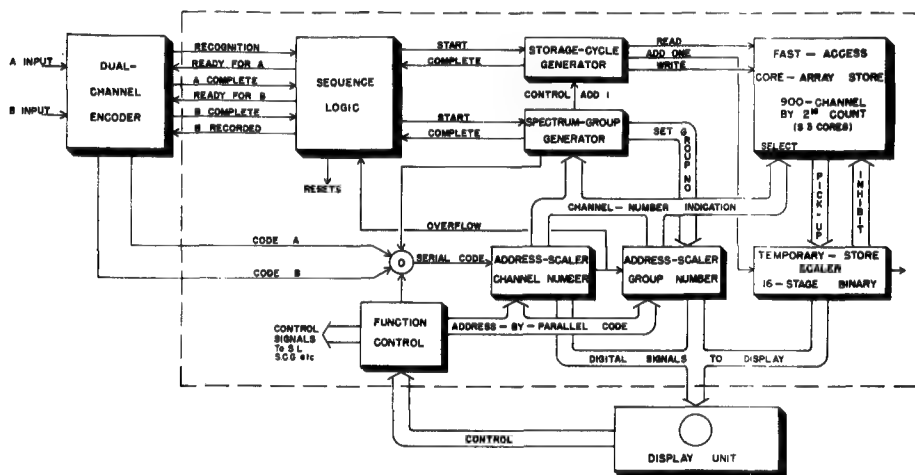 A INPUT
B INPUT
DUAL-
CHANNEL
ENCODER
RECOGNITION
READY FOR A
A COMPLETE
READY FOR B
B COMPLETE
B RECORDED
SEQUENCE
LOGIC
RESETS
START
COMPLETE
START
COMPLETE
STORAGE-CYCLE
GENERATOR
CONTROL ADD 1
SPECTRUM-GROUP
GENERATOR
READ
ADD ONE
WRITE
SET GROUP NO
FAST-ACCESS
CORE-ARRAY STORE
900-CHANNEL
COUNT
SELECT
PICK-UP
INHIBIT
CHANNEL-NUMBER INDICATION
OVERFLOW
CODE A
CODE B
O
SERIAL CODE
ADDRESS-SCALER
CHANNEL NUMBER
ADDRESS-SCALER
GROUP NUMBER
TEMPORARY-STORE
SCALER
16-STAGE BINARY
FUNCTION
CONTROL
CONTROL
SIGNALS
To S.L
S.C.G etc
ADDRESS-BY-PARALLEL CODE
DIGITAL SIGNALS TO DISPLAY
CONTROL
DISPLAY UNIT